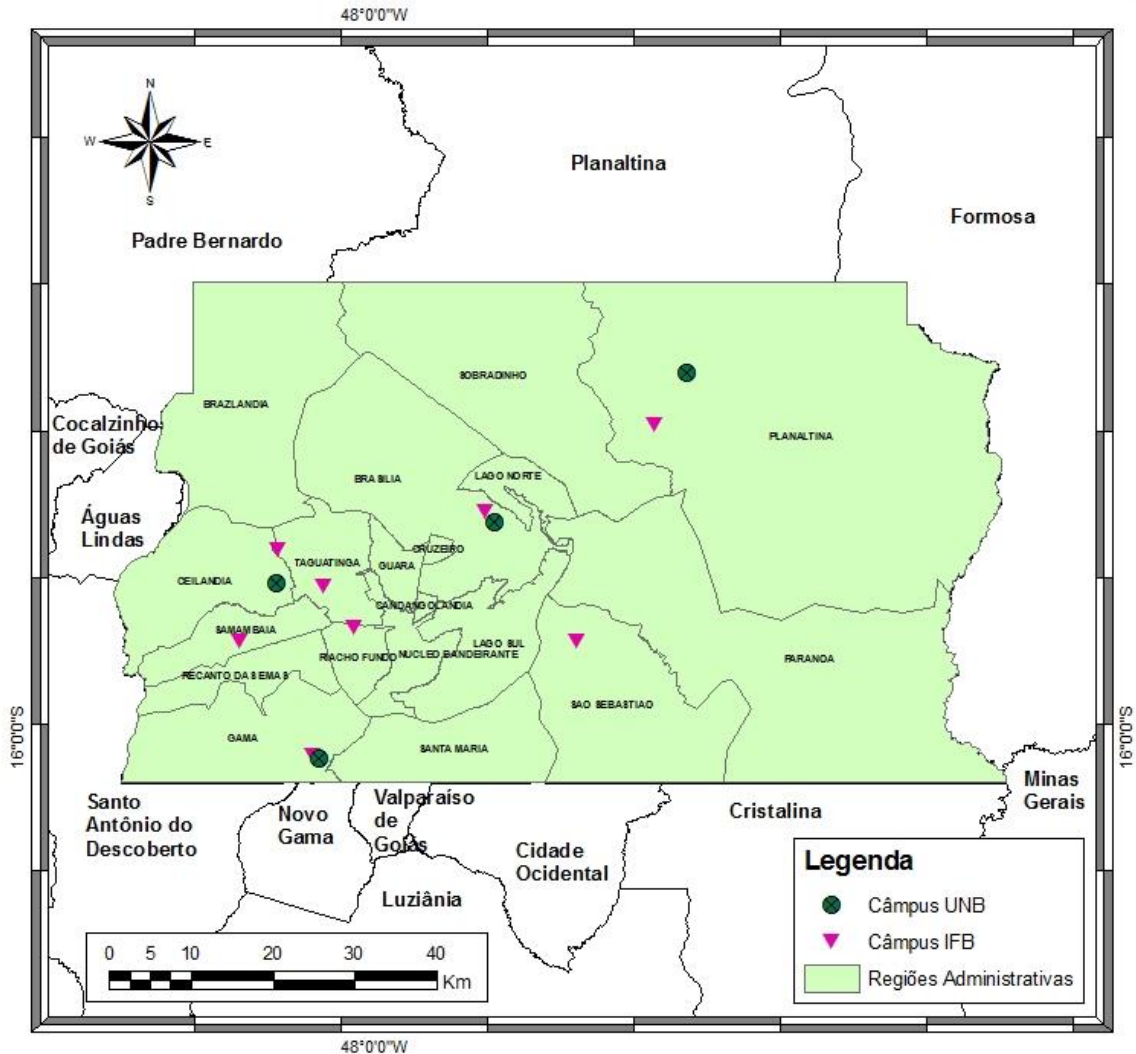 48°0'0"W
N
W
E
S
Planaltina
Formosa
Padre Bernardo
SOBRADINHO
BRAZLANDIA
Cocalzinho
de Goiás
PLANALTINA
LAGO NORTE
BRASILIA
Águas
Lindas
CRUZEIRO
TAGUATINGA
GUARA
CEILANDIA
CANDANGOLANDIA
SAMAMBAIA
LAGO SUL
RIACHO FUNDO
NUCLEO BANDEIRANTE
PARANOA
RECANTO DAS EMAS
SAO SEBASTIAO
GAMA
SANTA MARIA
16°0'0"S
16°0'0"S
Minas
Gerais
Santo
Antônio do
Descoberto
Novo
Gama
Valparaíso
de
Goiás
Cristalina
Cidade
Ocidental
Luziânia
Legenda
Câmpus UNB
Câmpus IFB
Regiões Administrativas
0 5 10 20 30 40
Km
48°0'0"W